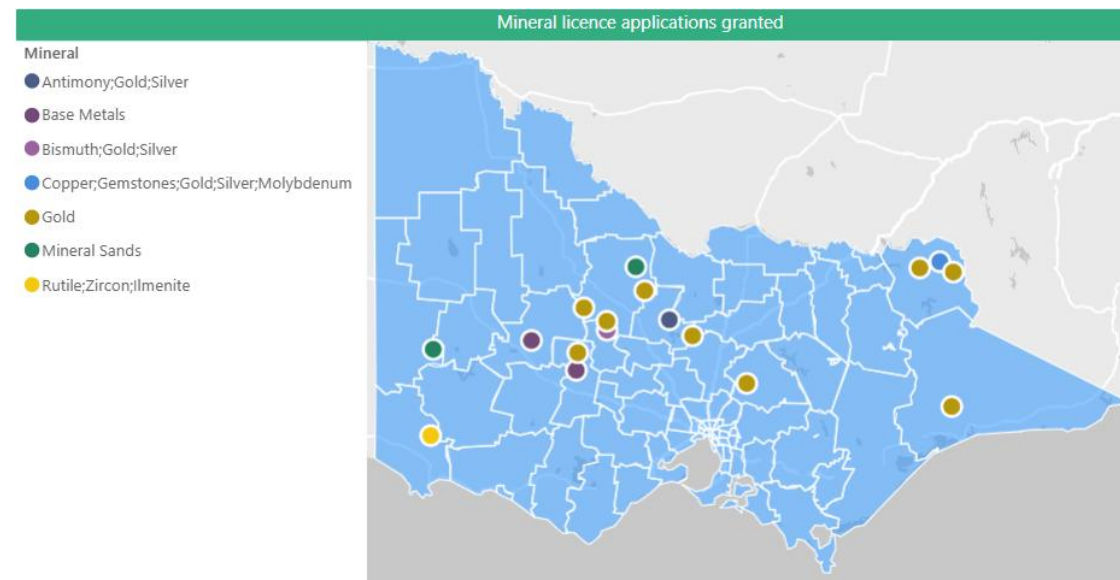 Mineral licence applications granted
Mineral
Antimony;Gold;Silver
Base Metals
Bismuth;Gold;Silver
Copper;Gemstones;Gold;Silver;Molybdenum
Gold
Mineral Sands
Rutile;Zircon;Ilmenite